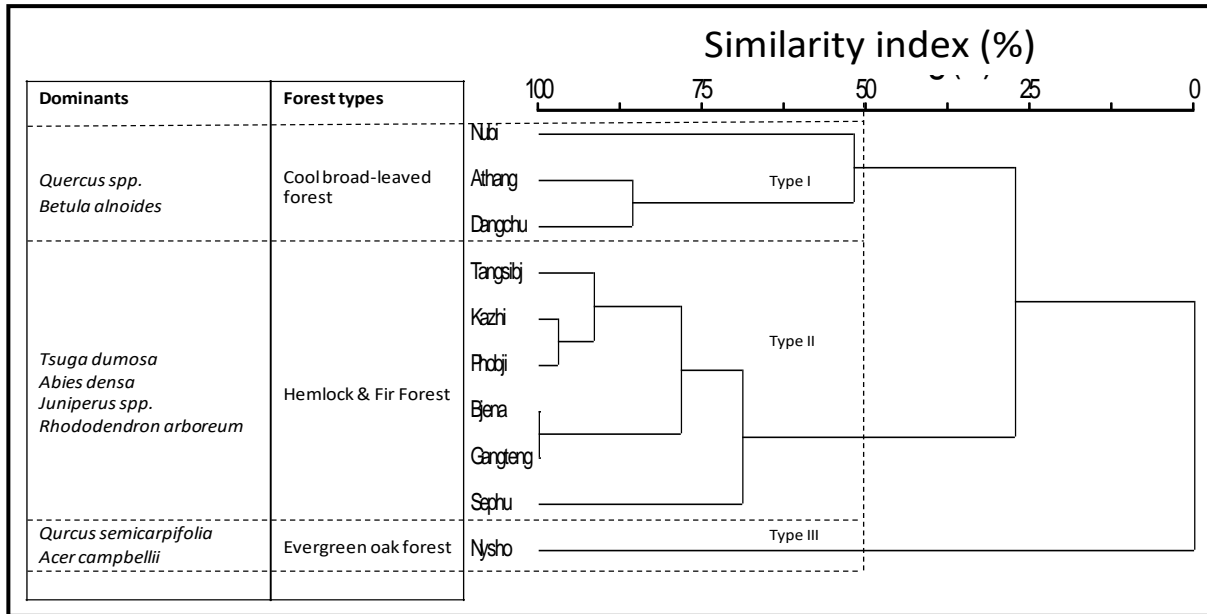 Similarity index (%)
100 75 50 25 0
Dominants
Forest types
Quercus spp.
Betula alnoides
Cool broad-leaved
forest
Nubi
Athang
Dangchu
Type I
Tsuga dumosa
Abies densa
Juniperus spp.
Rhododendron arboreum
Hemlock & Fir Forest
Tangsibj
Kazhi
Phobji
Bjena
Gangteng
Sephu
Type II
Qurcus semicarpifolia
Acer campbellii
Evergreen oak forest
Nysho
Type III